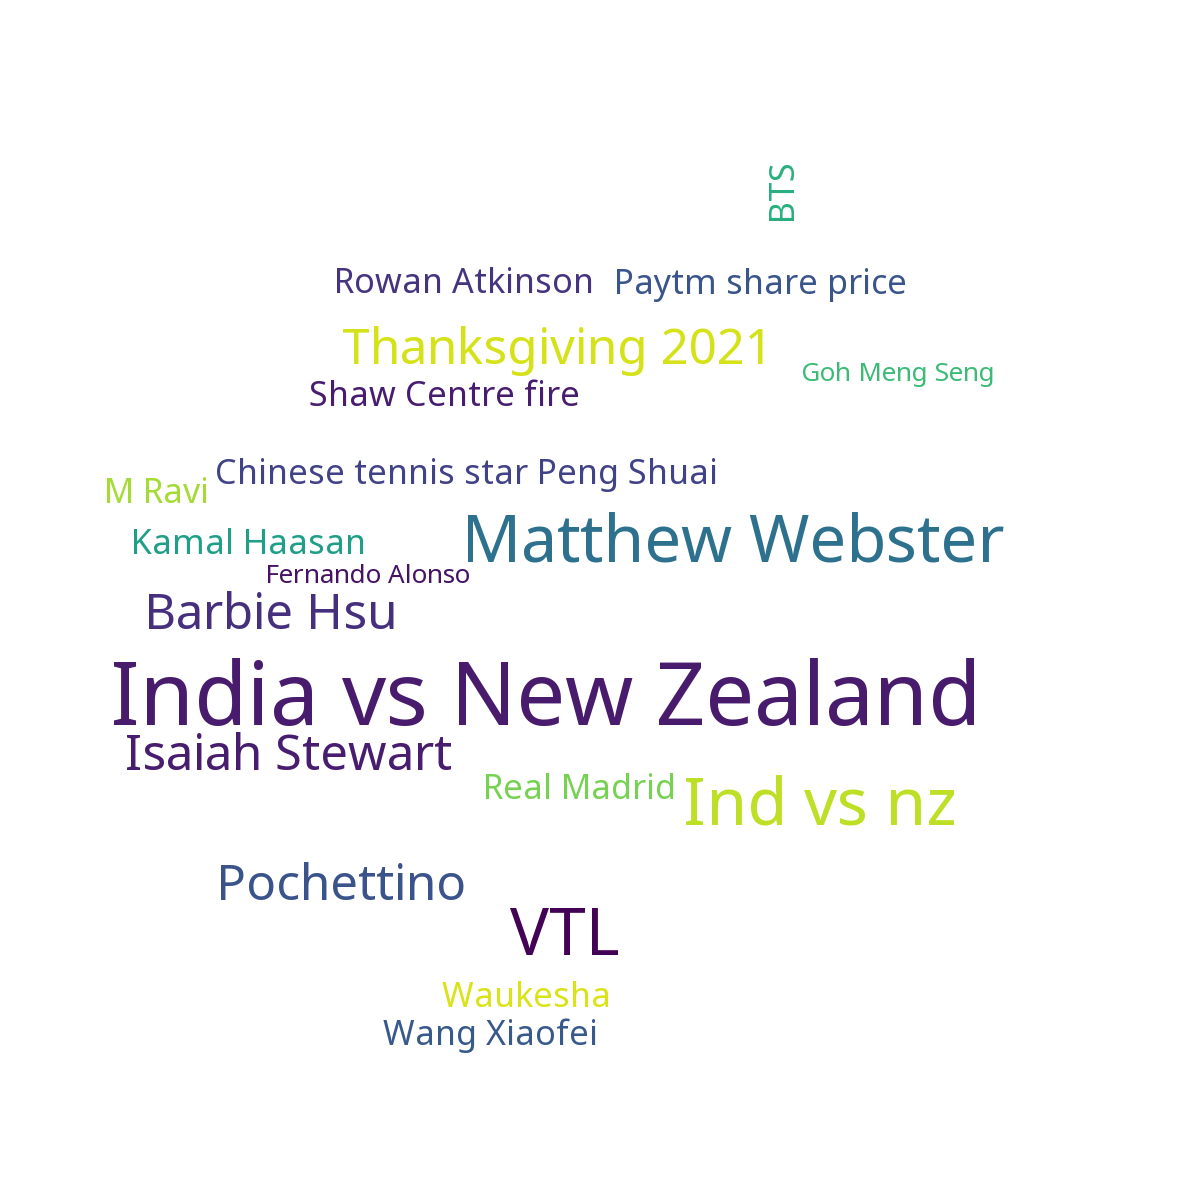 BTS
Rowan Atkinson
Paytm share price
Thanksgiving 2021
Goh Meng Seng
Shaw Centre fire
Chinese tennis star Peng Shuai
M Ravi
Kamal Haasan
Matthew Webster
Fernando Alonso
Barbie Hsu
India vs New Zealand
Isaiah Stewart
Real Madrid
Ind vs nz
Pochettino
VTL
Waukesha
Wang Xiaofei